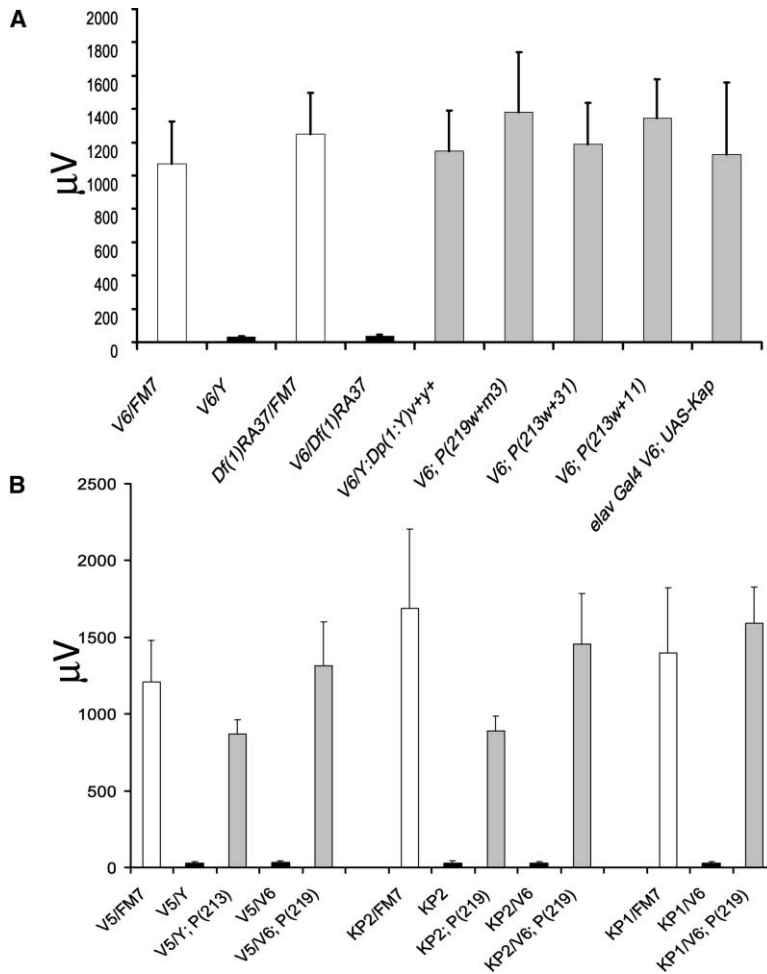 A
2000
1800
1600
1400
1200
1000
800
600
400
200
0
µV
V6/FM7
V6/Y
Df(1)RA37/FM7
V6/Df(1)RA37
V6/Y:Dp(1:Y)v+y+
V6; P(219w+m3)
V6; P(213w+31)
V6; P(213w+11)
elav Gal4 V6; UAS-Kap
B
2500
2000
1500
1000
500
0
µV
V5/FM7
V5/Y
V5/Y; P(213)
V5/V6
V5/V6; P(219)
KP2/FM7
KP2
KP2; P(219)
KP2/V6
KP2/V6; P(219)
KP1/FM7
KP1/V6
KP1/V6; P(219)